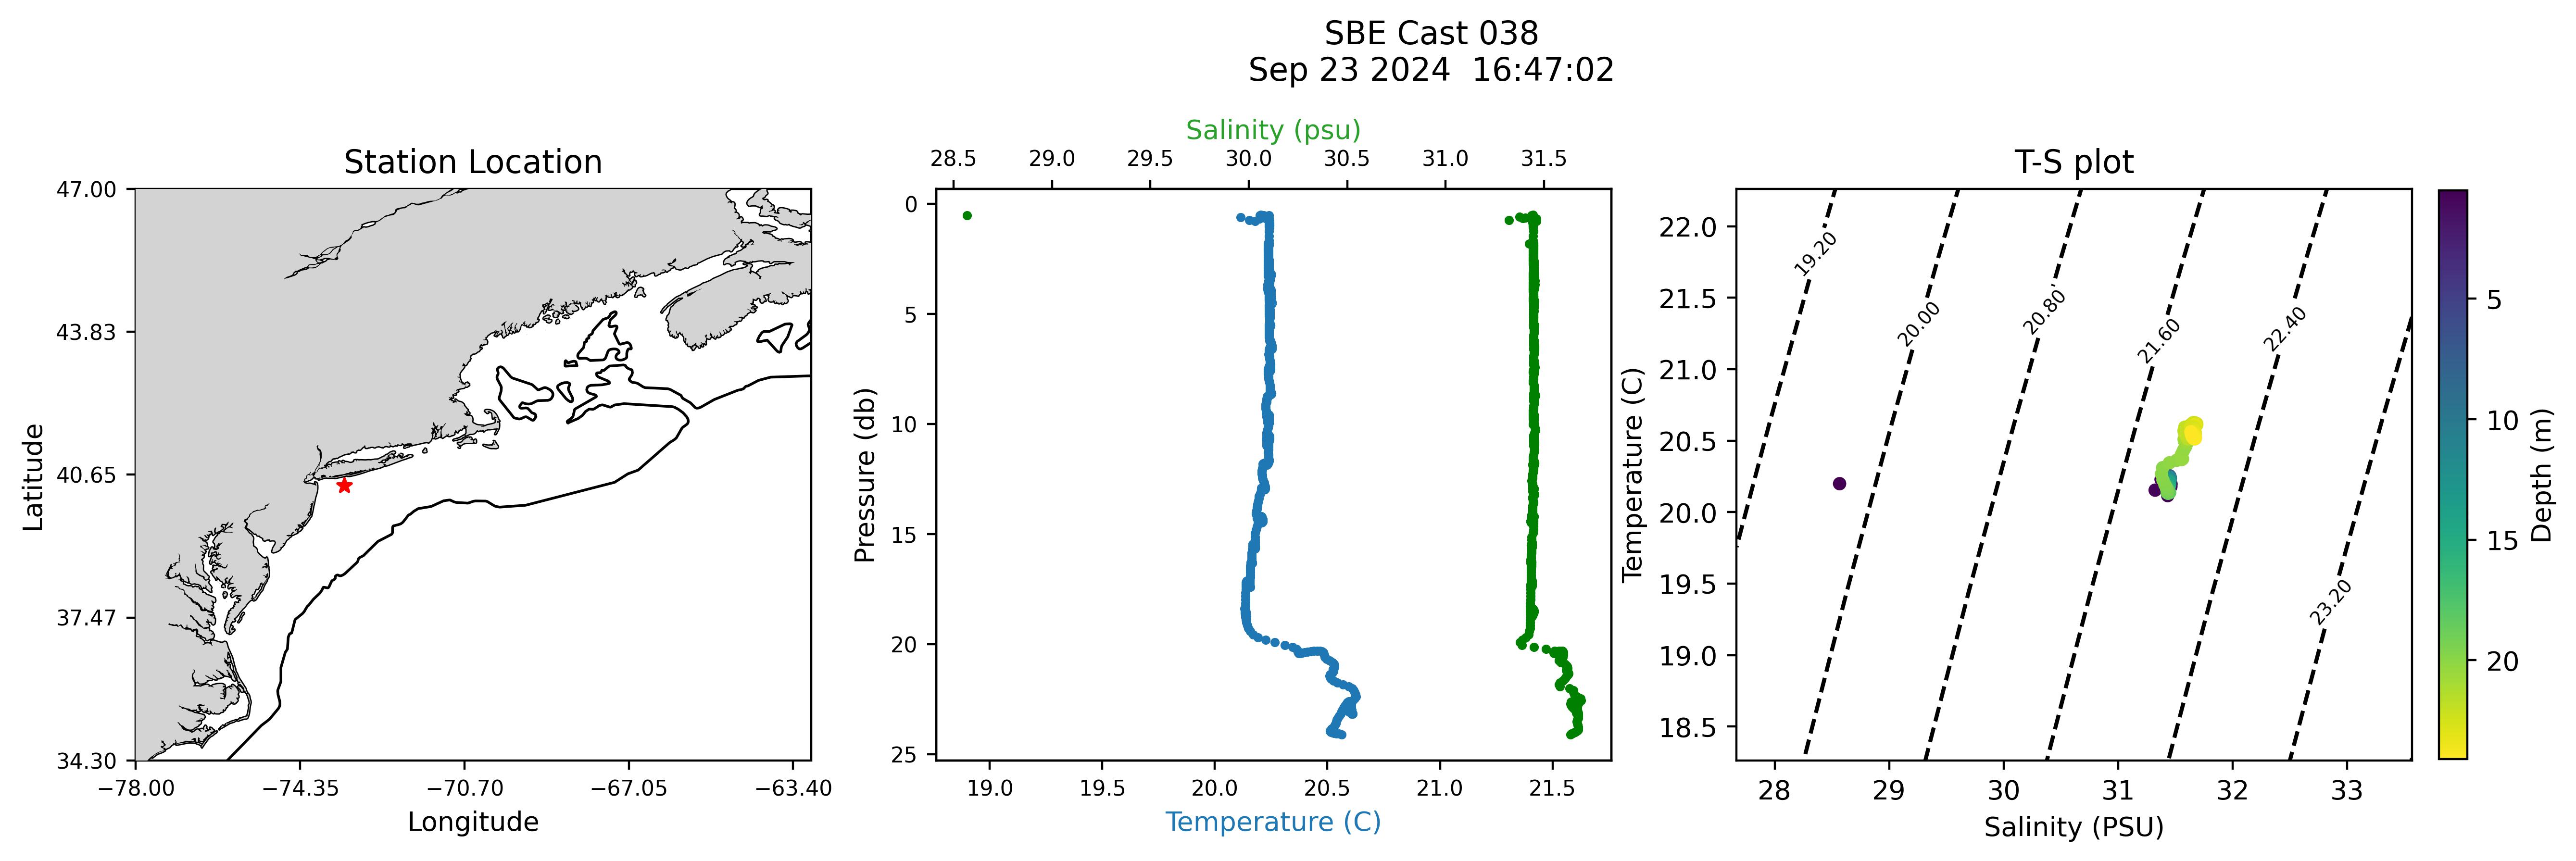 SBE Cast 038
Sep 23 2024  16:47:02
Station Location
47.00
43.83
40.65
37.47
34.30
Latitude
−78.00 −74.35 −70.70 −67.05 −63.40
Longitude
Salinity (psu)
28.5 29.0 29.5 30.0 30.5 31.0 31.5
0
5
10
15
20
25
Pressure (db)
19.0 19.5 20.0 20.5 21.0 21.5
Temperature (C)
T-S plot
22.0
21.5
21.0
20.5
20.0
19.5
19.0
18.5
Temperature (C)
19.20
20.00
20.80
21.60
22.40
23.20
28 29 30 31 32 33
Salinity (PSU)
5
10
15
20
Depth (m)